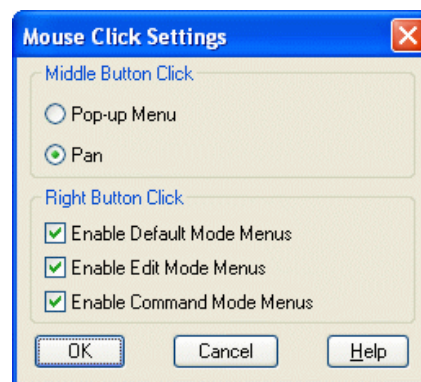 Mouse Click Settings
Middle Button Click
Pop-up Menu
Pan
Right Button Click
Enable Default Mode Menus
Enable Edit Mode Menus
Enable Command Mode Menus
OK Cancel Help